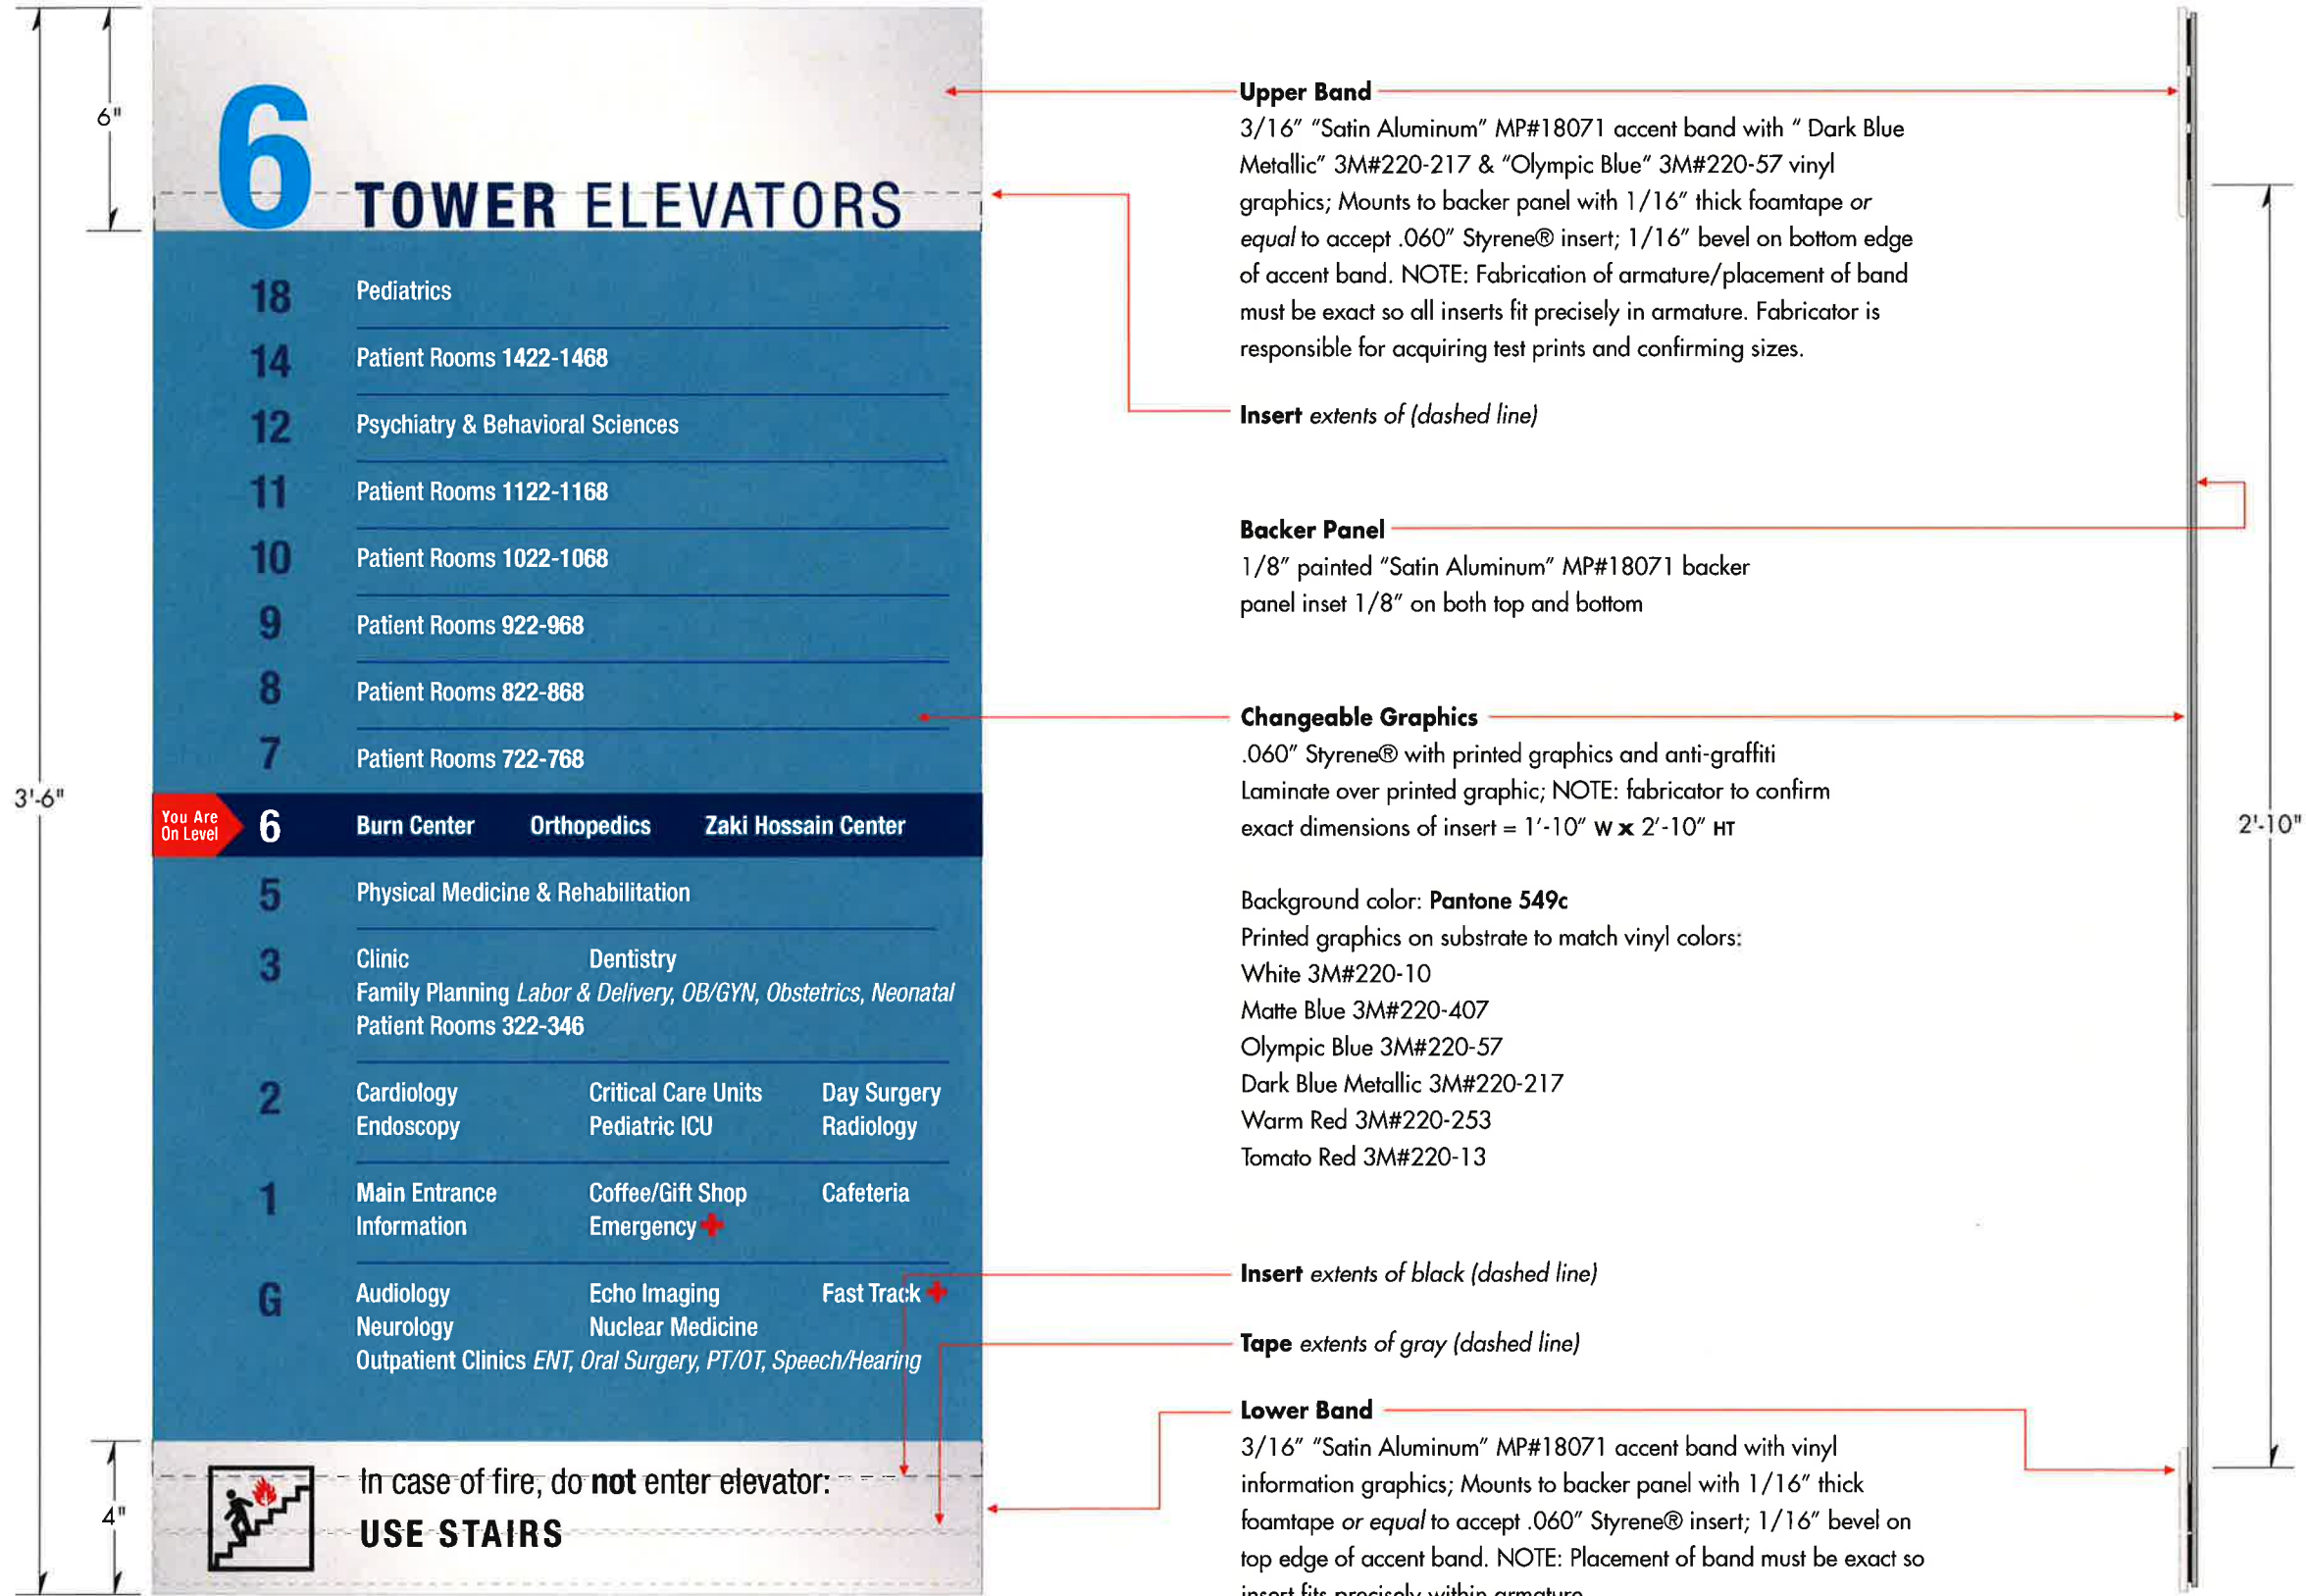 6"
6
TOWER ELEVATORS
18 Pediatrics
14 Patient Rooms 1422-1468
12 Psychiatry & Behavioral Sciences
11 Patient Rooms 1122-1168
10 Patient Rooms 1022-1068
9 Patient Rooms 922-968
8 Patient Rooms 822-868
7 Patient Rooms 722-768
3'-6"
You Are
On Level
6 Burn Center Orthopedics Zaki Hossain Center
5 Physical Medicine & Rehabilitation
3 Clinic Dentistry
Family Planning Labor & Delivery, OB/GYN, Obstetrics, Neonatal
Patient Rooms 322-346
2 Cardiology Critical Care Units Day Surgery
Endoscopy Pediatric ICU Radiology
1 Main Entrance Coffee/Gift Shop Cafeteria
Information Emergency
G Audiology Echo Imaging Fast Track
Neurology Nuclear Medicine
Outpatient Clinics ENT, Oral Surgery, PT/OT, Speech/Hearing
4"
In case of fire, do not enter elevator:
USE STAIRS
Upper Band
3/16" "Satin Aluminum" MP#18071 accent band with " Dark Blue
Metallic" 3M#220-217 & "Olympic Blue" 3M#220-57 vinyl
graphics; Mounts to backer panel with 1/16" thick foamtape or
equal to accept .060" Styrene® insert; 1/16" bevel on bottom edge
of accent band. NOTE: Fabrication of armature/placement of band
must be exact so all inserts fit precisely in armature. Fabricator is
responsible for acquiring test prints and confirming sizes.
Insert extents of (dashed line)
Backer Panel
1/8" painted "Satin Aluminum" MP#18071 backer
panel inset 1/8" on both top and bottom
Changeable Graphics
.060" Styrene® with printed graphics and anti-graffiti
Laminate over printed graphic; NOTE: fabricator to confirm
exact dimensions of insert = 1'-10" W x 2'-10" HT
Background color: Pantone 549c
Printed graphics on substrate to match vinyl colors:
White 3M#220-10
Matte Blue 3M#220-407
Olympic Blue 3M#220-57
Dark Blue Metallic 3M#220-217
Warm Red 3M#220-253
Tomato Red 3M#220-13
Insert extents of black (dashed line)
Tape extents of gray (dashed line)
Lower Band
3/16" "Satin Aluminum" MP#18071 accent band with vinyl
information graphics; Mounts to backer panel with 1/16" thick
foamtape or equal to accept .060" Styrene® insert; 1/16" bevel on
top edge of accent band. NOTE: Placement of band must be exact so
insert fits precisely within armature
2'-10"